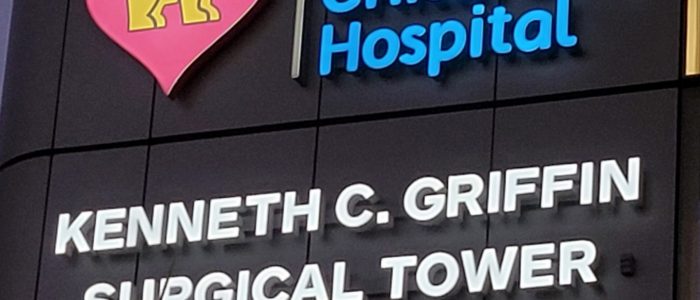 Hospital
KENNETH C. GRIFFIN
SURGICAL TOWER